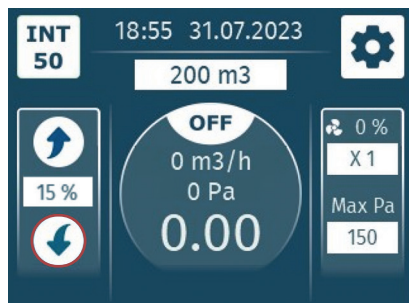 INT
50
18:55 31.07.2023
200 m3
OFF
0 m3/h
0 Pa
0.00
15 %
0 %
X 1
Max Pa
150